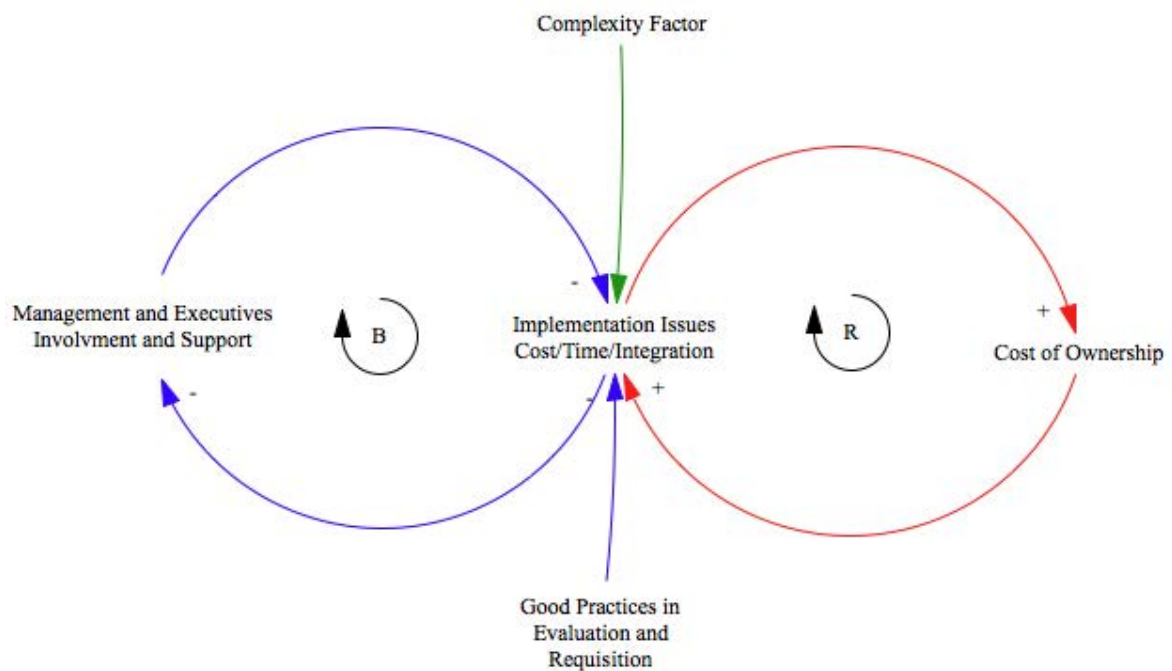 Complexity Factor
-
Management and Executives
Involvment and Support
B
Implementation Issues
Cost/Time/Integration
R
+
Cost of Ownership
-
-
+
Good Practices in
Evaluation and
Requisition